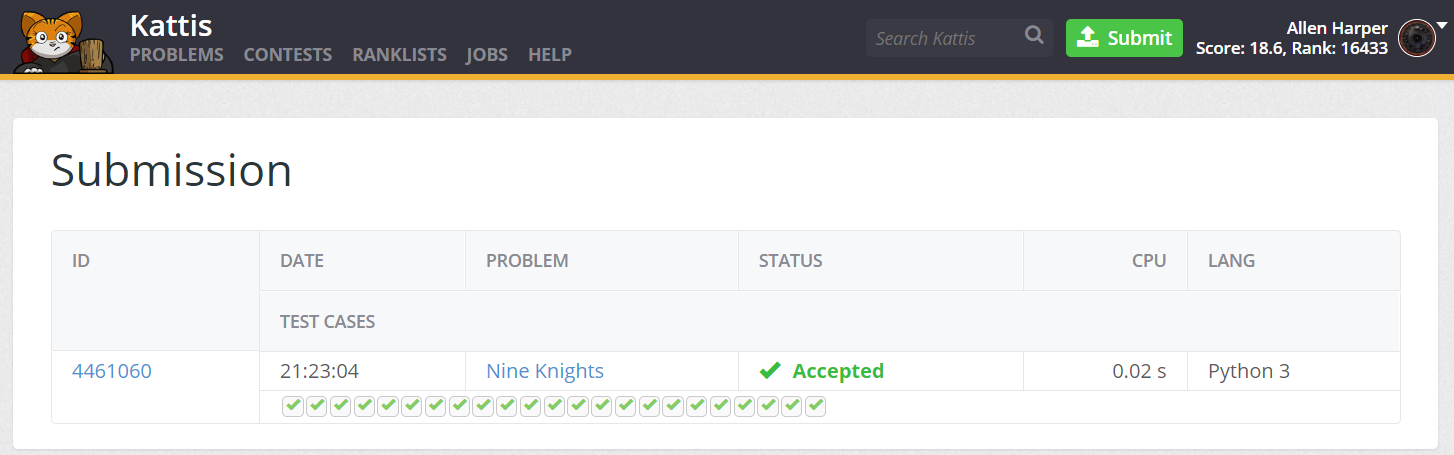 Kattis
PROBLEMS CONTESTS RANKLISTS JOBS HELP
Search Kattis
Submit
Allen Harper
Score: 18.6, Rank: 16433
Submission
ID DATE PROBLEM STATUS CPU LANG
TEST CASES
4461060 21:23:04 Nine Knights Accepted 0.02 s Python 3